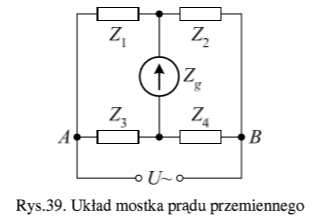 Z1 Z2
Zg
Z3 Z4
A B
U~
Rys.39. Układ mostka prądu przemiennego